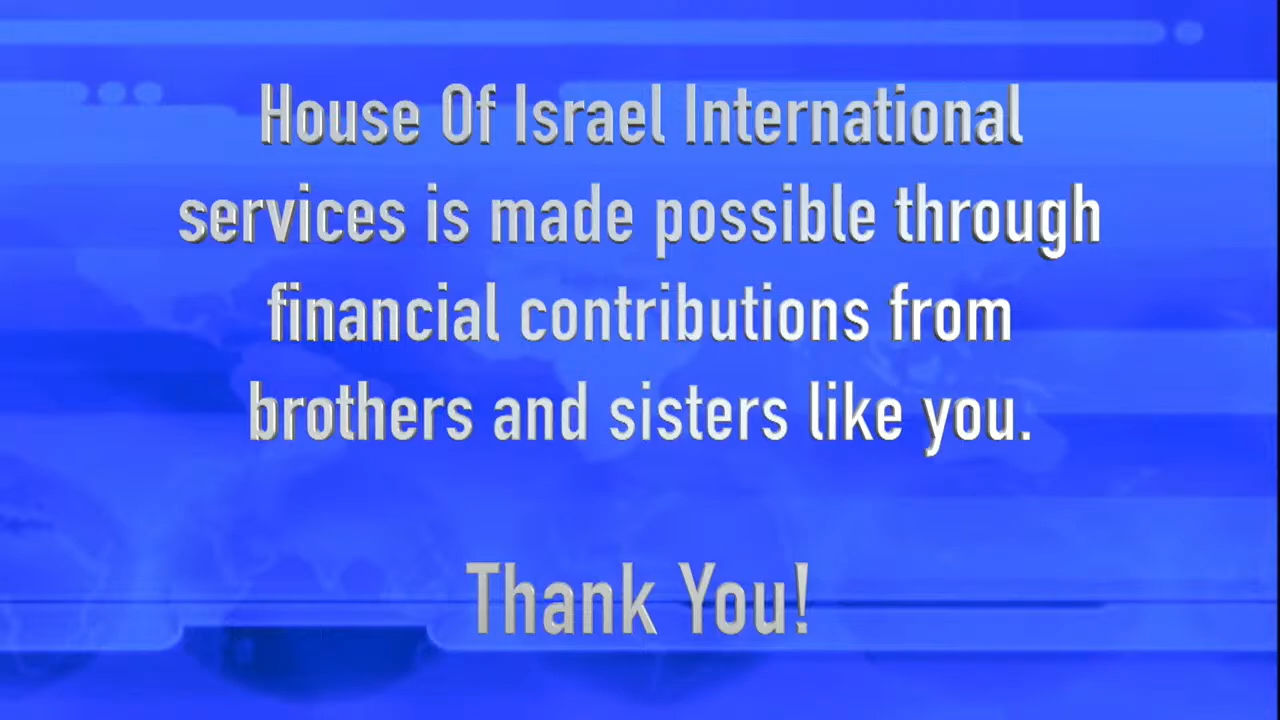 House Of Israel International
services is made possible through
financial contributions from
brothers and sisters like you.
Thank You!